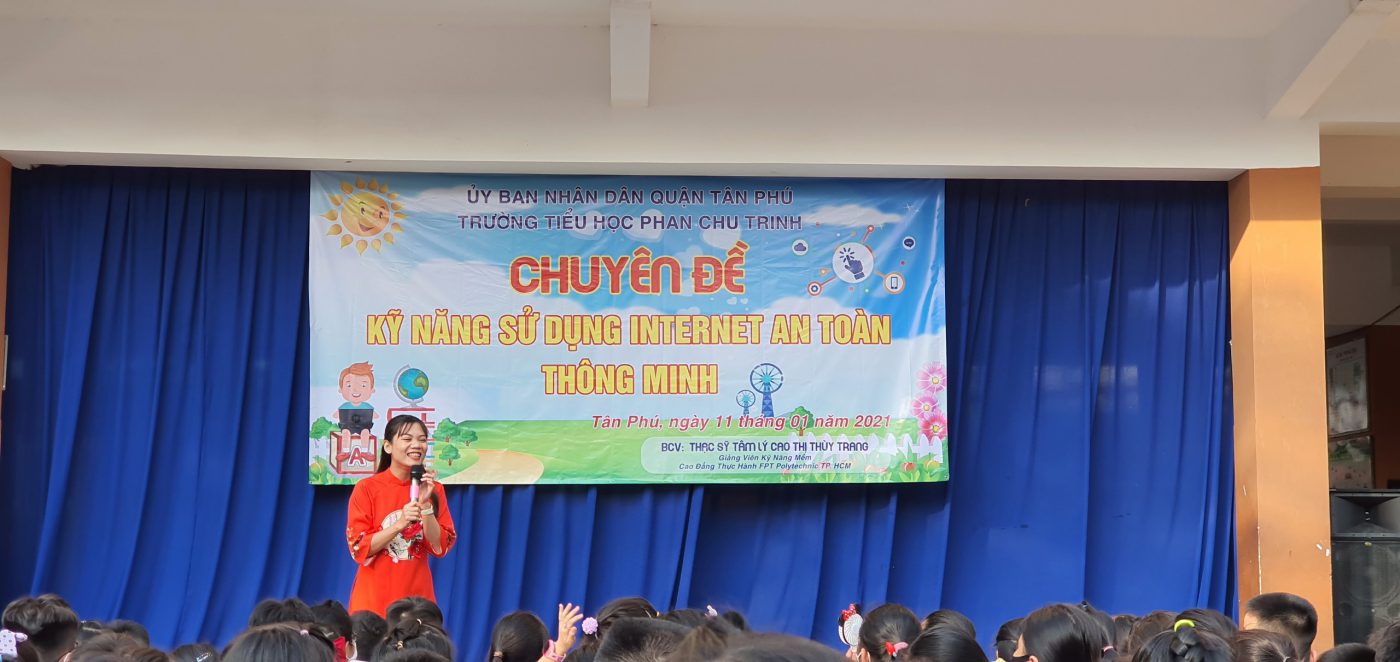 ỦY BAN NHÂN DÂN QUẬN TÂN PHÚ
TRƯỜNG TIỂU HỌC PHAN CHU TRINH
CHUYÊN ĐỀ
KỸ NĂNG SỬ DỤNG INTERNET AN TOÀN
THÔNG MINH
Tân Phú, ngày 11 tháng 01 năm 2021
BCV: THẠC SỸ TÂM LÝ CAO THỊ THÙY TRANG
Giảng Viên Kỹ Năng Mềm
Cao Đẳng Thực Hành FPT Polytechnic TP. HCM
A